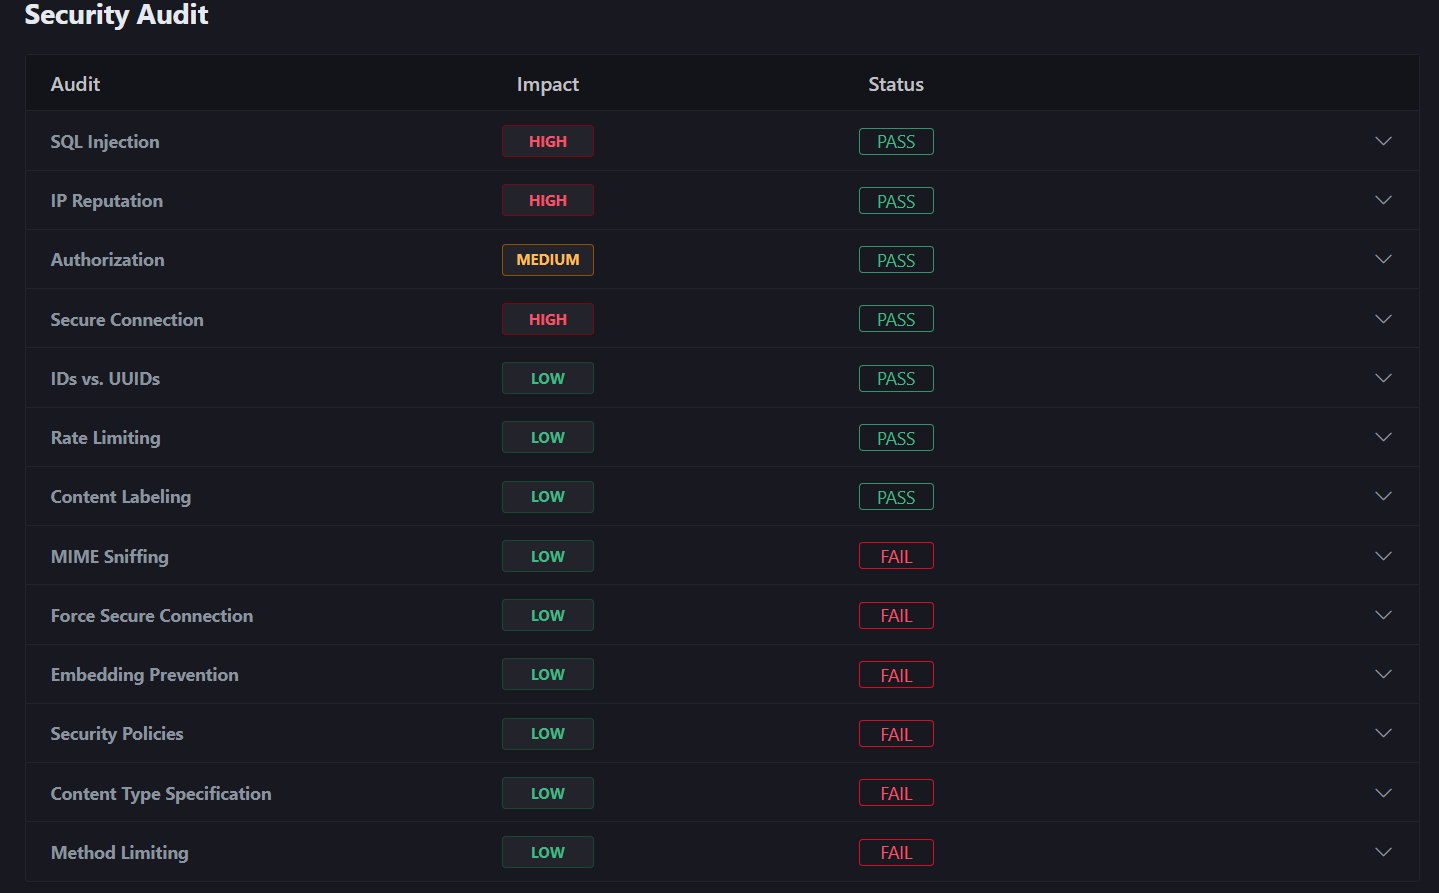 Security Audit
Audit Impact Status
SQL Injection HIGH PASS
IP Reputation HIGH PASS
Authorization MEDIUM PASS
Secure Connection HIGH PASS
IDs vs. UUIDs LOW PASS
Rate Limiting LOW PASS
Content Labeling LOW PASS
MIME Sniffing LOW FAIL
Force Secure Connection LOW FAIL
Embedding Prevention LOW FAIL
Security Policies LOW FAIL
Content Type Specification LOW FAIL
Method Limiting LOW FAIL